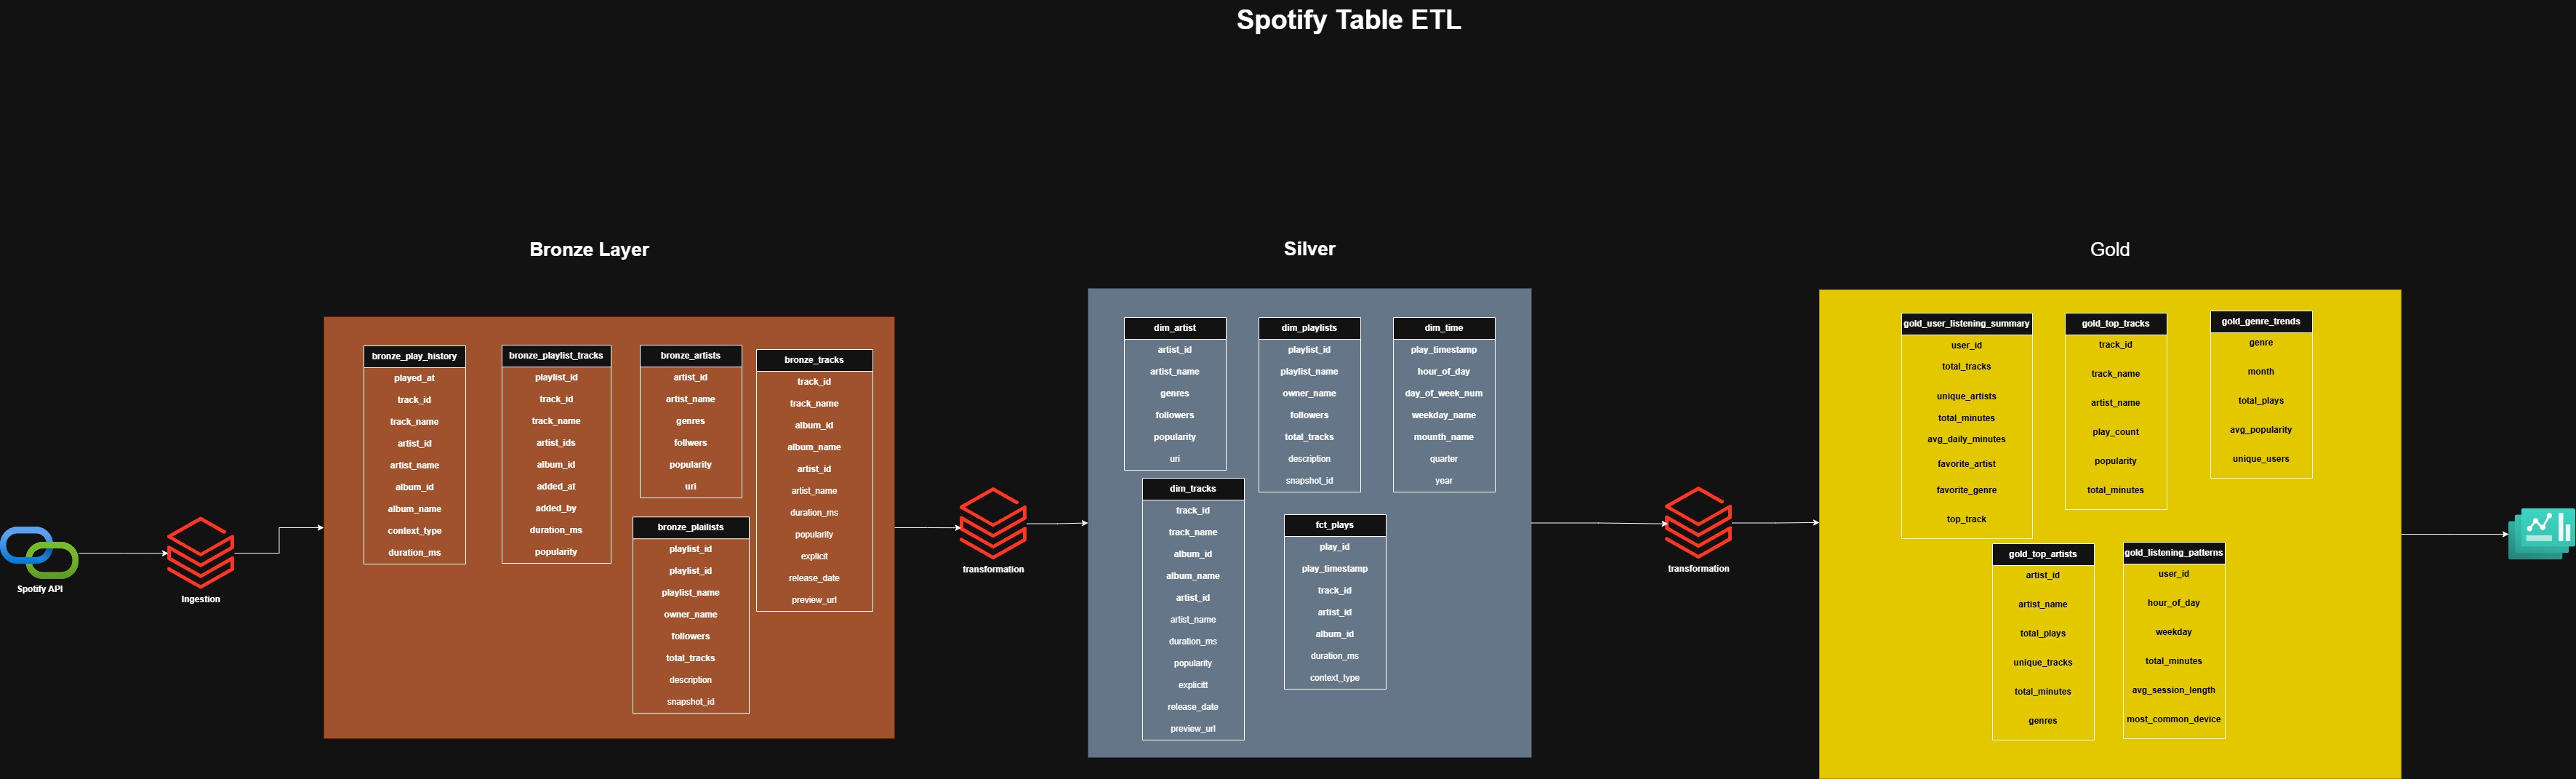 Spotify Table ETL
Bronze Layer
Silver
Gold
Spotify API
Ingestion
bronze_play_history
played_at
track_id
track_name
artist_id
artist_name
album_id
album_name
context_type
duration_ms
bronze_playlist_tracks
playlist_id
track_id
track_name
artist_ids
album_id
added_at
added_by
duration_ms
popularity
bronze_artists
artist_id
artist_name
genres
follwers
popularity
uri
bronze_plailists
playlist_id
playlist_id
playlist_name
owner_name
followers
total_tracks
description
snapshot_id
bronze_tracks
track_id
track_name
album_id
album_name
artist_id
artist_name
duration_ms
popularity
explicit
release_date
preview_url
transformation
dim_artist
artist_id
artist_name
genres
followers
popularity
uri
dim_playlists
playlist_id
playlist_name
owner_name
followers
total_tracks
description
snapshot_id
dim_time
play_timestamp
hour_of_day
day_of_week_num
weekday_name
mounth_name
quarter
year
dim_tracks
track_id
track_name
album_id
album_name
artist_id
artist_name
duration_ms
popularity
explicitt
release_date
preview_url
fct_plays
play_id
play_timestamp
track_id
artist_id
album_id
duration_ms
context_type
transformation
gold_user_listening_summary
user_id
total_tracks
unique_artists
total_minutes
avg_daily_minutes
favorite_artist
favorite_genre
top_track
gold_top_tracks
track_id
track_name
artist_name
play_count
popularity
total_minutes
gold_genre_trends
genre
month
total_plays
avg_popularity
unique_users
gold_top_artists
artist_id
artist_name
total_plays
unique_tracks
total_minutes
genres
gold_listening_patterns
user_id
hour_of_day
weekday
total_minutes
avg_session_length
most_common_device